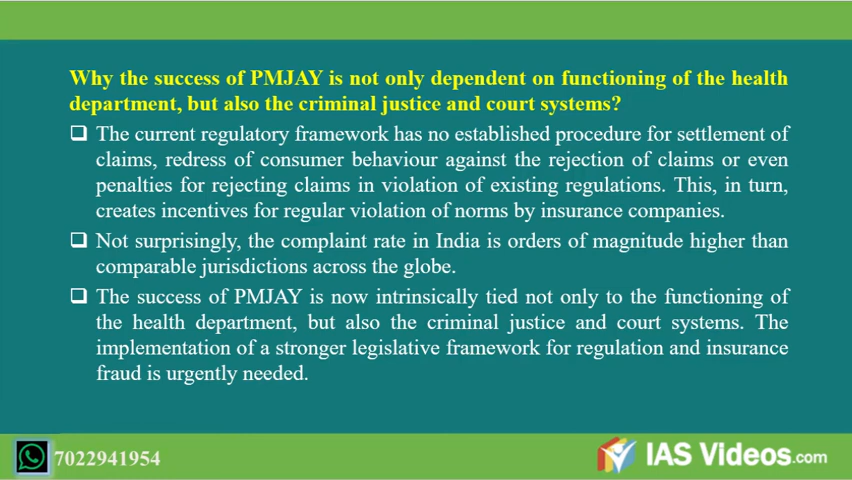 Why the success of PMJAY is not only dependent on functioning of the health
department, but also the criminal justice and court systems?
The current regulatory framework has no established procedure for settlement of
claims, redress of consumer behaviour against the rejection of claims or even
penalties for rejecting claims in violation of existing regulations. This, in turn,
creates incentives for regular violation of norms by insurance companies.
Not surprisingly, the complaint rate in India is orders of magnitude higher than
comparable jurisdictions across the globe.
The success of PMJAY is now intrinsically tied not only to the functioning of
the health department, but also the criminal justice and court systems. The
implementation of a stronger legislative framework for regulation and insurance
fraud is urgently needed.
7022941954
IAS Videos.com